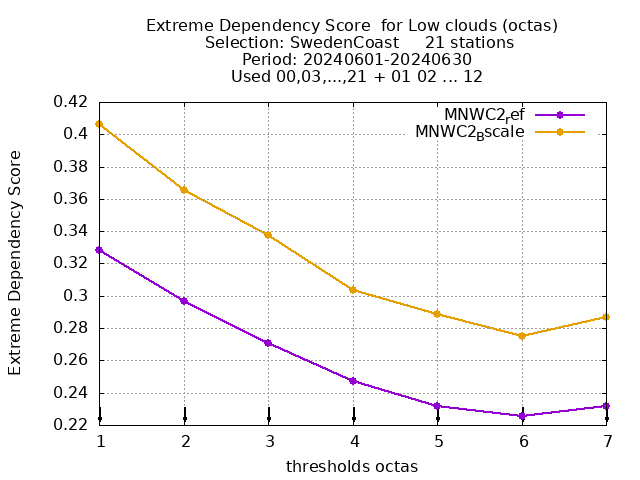 Extreme Dependency Score  for Low clouds (octas)
Selection: SwedenCoast     21 stations
Period: 20240601-20240630
Used 00,03,...,21 + 01 02 ... 12
MNWC2ref
MNWC2Bscale
Extreme Dependency Score
0.42
0.4
0.38
0.36
0.34
0.32
0.3
0.28
0.26
0.24
0.22
1 2 3 4 5 6 7
thresholds octas